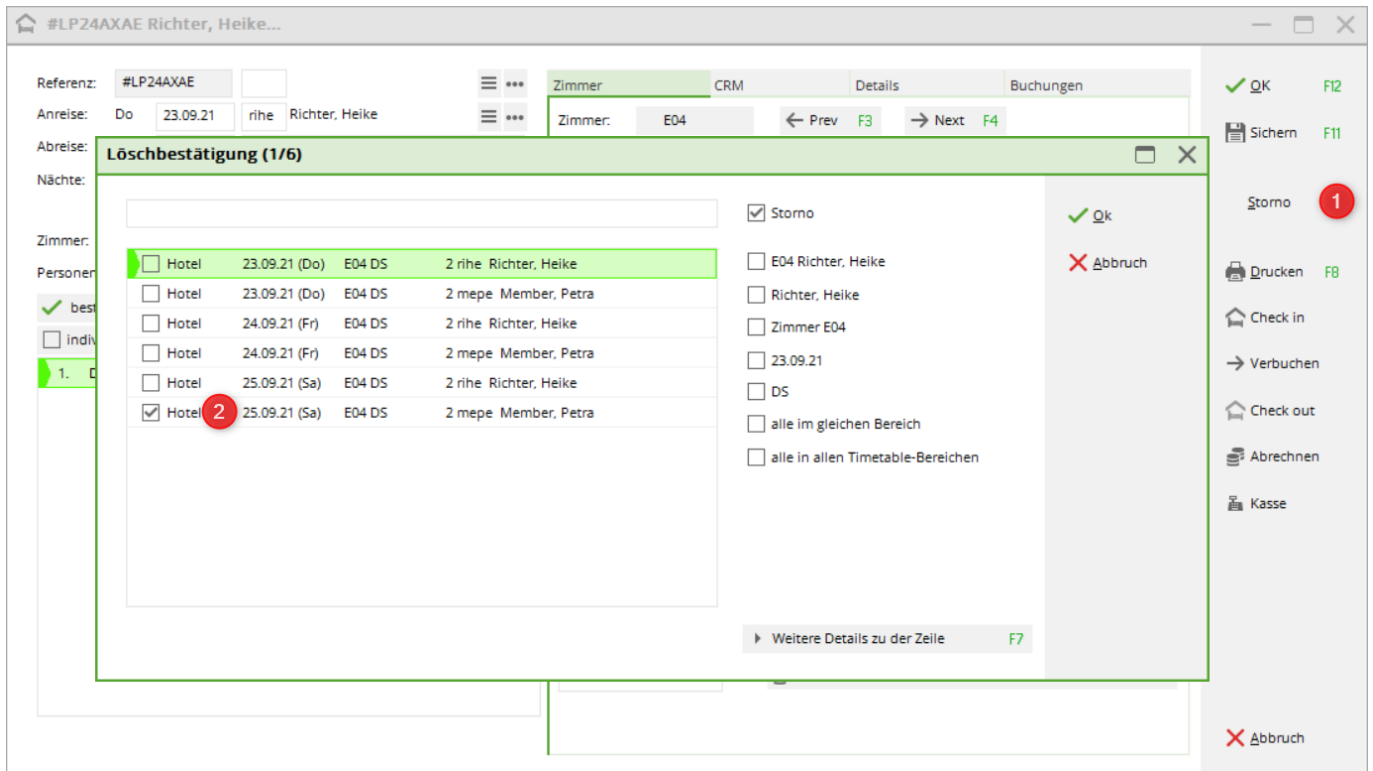 #LP24AXAE Richter, Heike...
Referenz: #LP24AXAE
Zimmer CRM Details Buchungen
Anreise: Do 23.09.21 rihe Richter, Heike
Zimmer: E04 Prev F3 Next F4
Abreise:
Nächte:
Zimmer:
Personen
best
indiv
1. D
Löschbestätigung (1/6)
Hotel 23.09.21 (Do) E04 DS 2 rihe Richter, Heike
Hotel 23.09.21 (Do) E04 DS 2 mepe Member, Petra
Hotel 24.09.21 (Fr) E04 DS 2 rihe Richter, Heike
Hotel 24.09.21 (Fr) E04 DS 2 mepe Member, Petra
Hotel 25.09.21 (Sa) E04 DS 2 rihe Richter, Heike
Hotel 2 25.09.21 (Sa) E04 DS 2 mepe Member, Petra
Storno
E04 Richter, Heike
Richter, Heike
Zimmer E04
23.09.21
DS
alle im gleichen Bereich
alle in allen Timetable-Bereichen
Weitere Details zu der Zeile F7
Ok
Abbruch
OK F12
Sichern F11
Storno 1
Drucken F8
Check in
Verbuchen
Check out
Abrechnen
Kasse
Abbruch